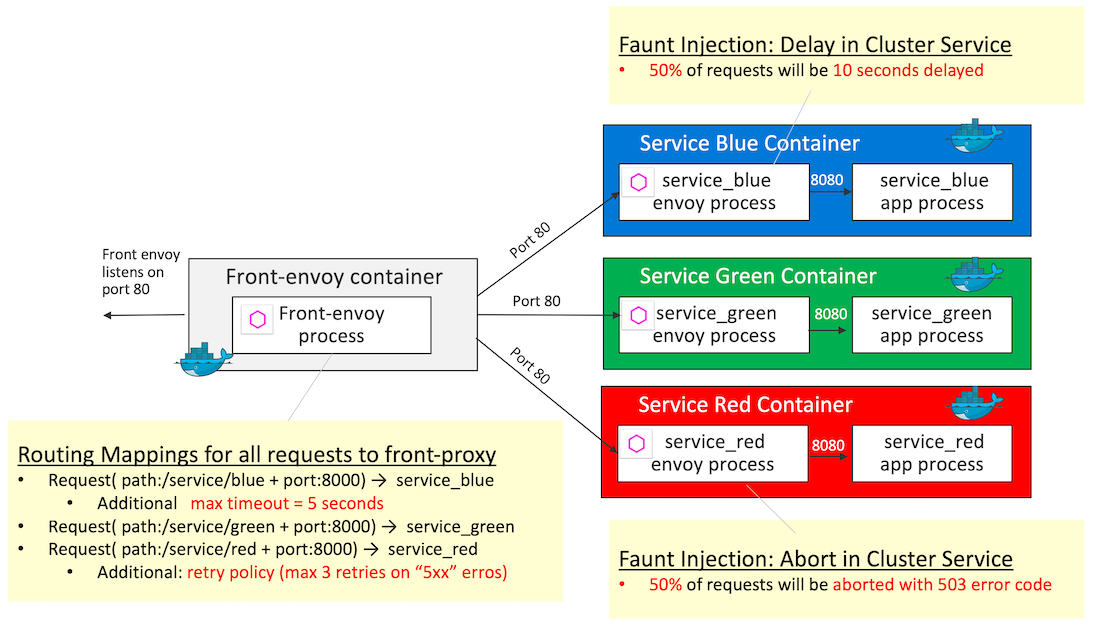 Faunt Injection: Delay in Cluster Service
• 50% of requests will be 10 seconds delayed
Service Blue Container
service_blue
envoy process
8080
service_blue
app process
Port 80
Front envoy
listens on
port 80
Front-envoy container
Front-envoy
process
Port 80
Service Green Container
service_green
envoy process
8080
service_green
app process
Port 80
Service Red Container
service_red
envoy process
8080
service_red
app process
Routing Mappings for all requests to front-proxy
• Request( path:/service/blue + port:8000) → service_blue
• Additional max timeout = 5 seconds
• Request( path:/service/green + port:8000) → service_green
• Request( path:/service/red + port:8000) → service_red
• Additional: retry policy (max 3 retries on “5xx” erros)
Faunt Injection: Abort in Cluster Service
• 50% of requests will be aborted with 503 error code